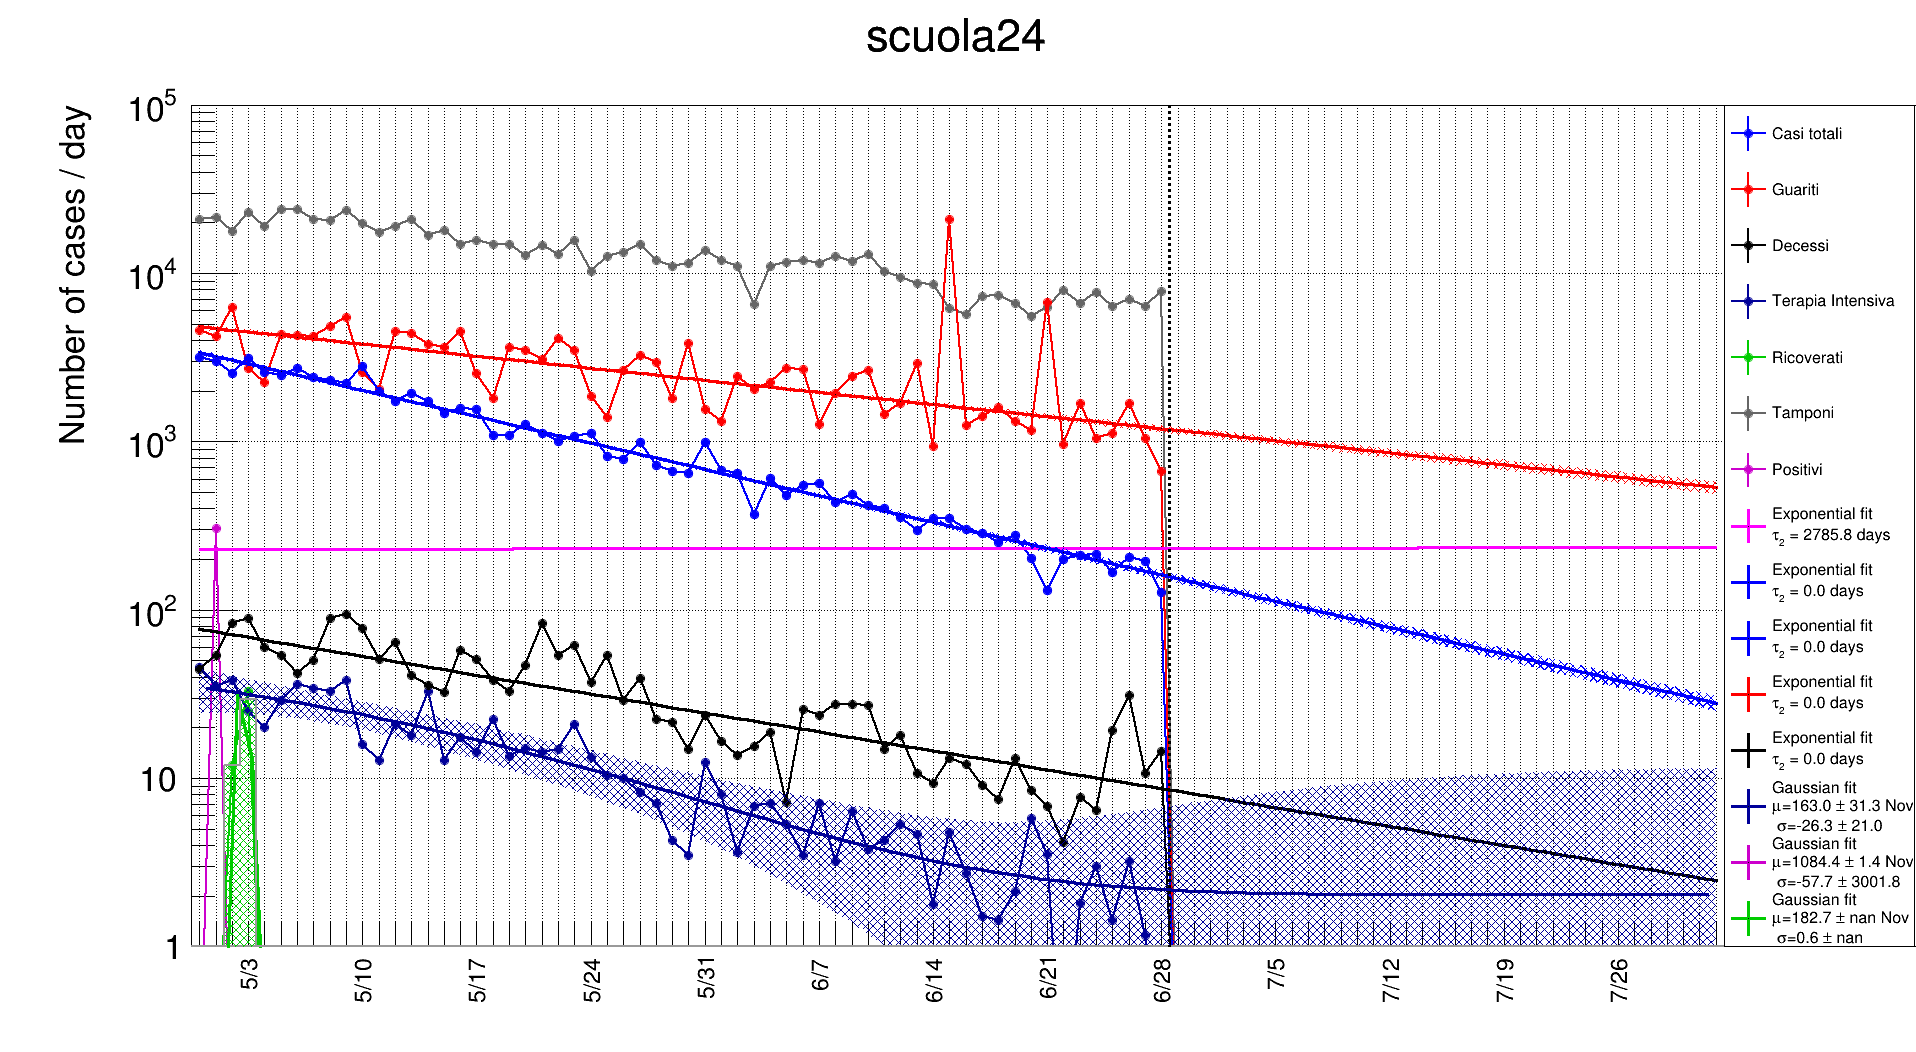 scuola24
Number of cases / day
10^5
10^4
10^3
10^2
10
1
5/3
5/10
5/17
5/24
5/31
6/7
6/14
6/21
6/28
7/5
7/12
7/19
7/26
Casi totali
Guariti
Decessi
Terapia Intensiva
Ricoverati
Tamponi
Positivi
Exponential fit
τ₂ = 2785.8 days
Exponential fit
τ₂ = 0.0 days
Exponential fit
τ₂ = 0.0 days
Exponential fit
τ₂ = 0.0 days
Exponential fit
τ₂ = 0.0 days
Gaussian fit
μ=163.0 ± 31.3 Nov
σ=-26.3 ± 21.0
Gaussian fit
μ=1084.4 ± 1.4 Nov
σ=-57.7 ± 3001.8
Gaussian fit
μ=182.7 ± nan Nov
σ=0.6 ± nan